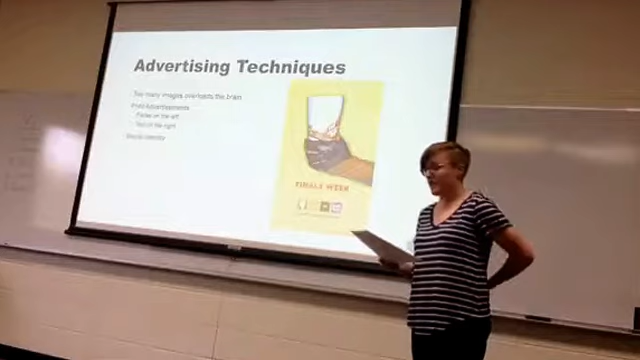 Advertising Techniques
Too many images overloads the brain
Print Advertisements
Focus on the left
Text on the right
Brand Identity
FINALS WEEK